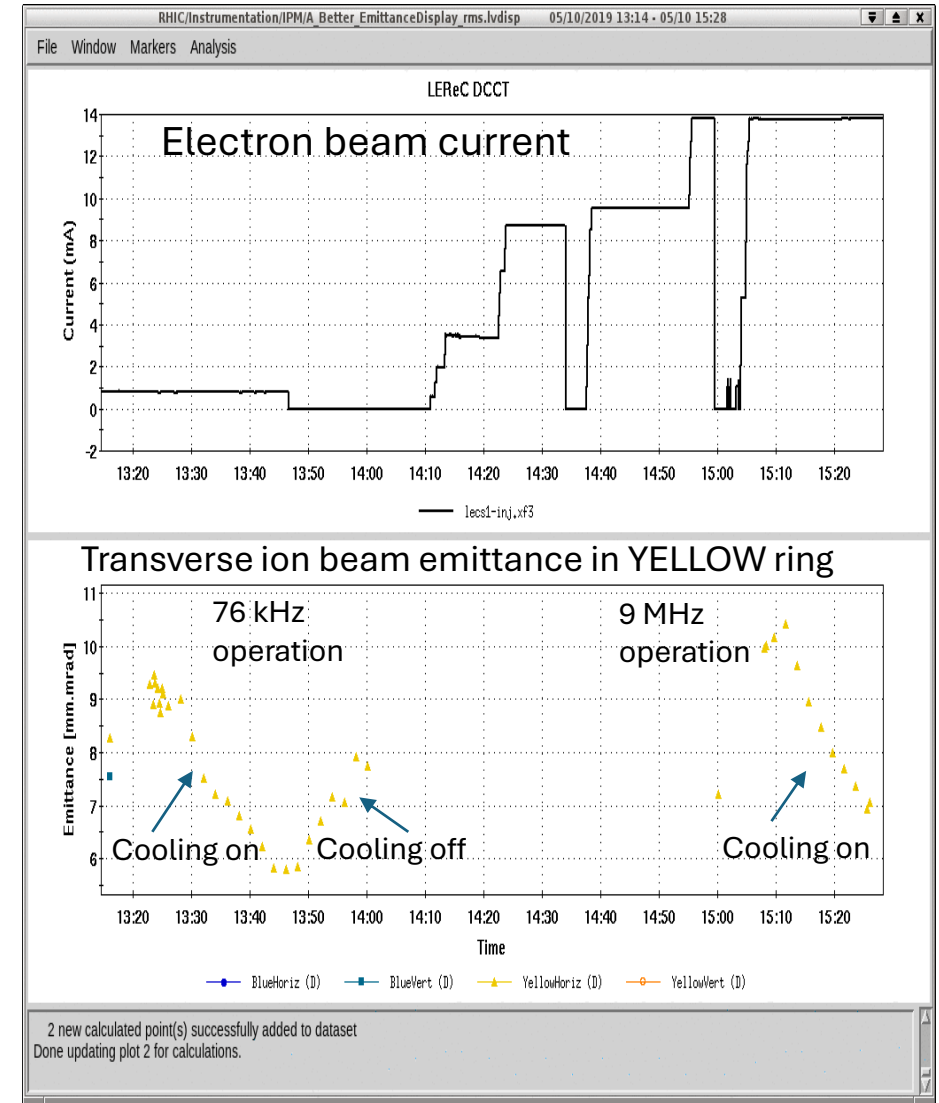 RHIC/Instrumentation/IPM/A_Better_EmittanceDisplay_rms.lvdisp 05/10/2019 13:14 - 05/10 15:28
File Window Markers Analysis
LEReC DCCT
Electron beam current
Current (mA)
14
12
10
8
6
4
2
0
-2
13:20 13:30 13:40 13:50 14:00 14:10 14:20 14:30 14:40 14:50 15:00 15:10 15:20
lecs1-inj.xf3
Transverse ion beam emittance in YELLOW ring
76 kHz
operation
9 MHz
operation
Emittance [mm.mrad]
11
10
9
8
7
6
Cooling on
Cooling off
Cooling on
13:20 13:30 13:40 13:50 14:00 14:10 14:20 14:30 14:40 14:50 15:00 15:10 15:20
Time
BlueHoriz (D) BlueVert (D) YellowHoriz (D) YellowVert (D)
2 new calculated point(s) successfully added to dataset
Done updating plot 2 for calculations.